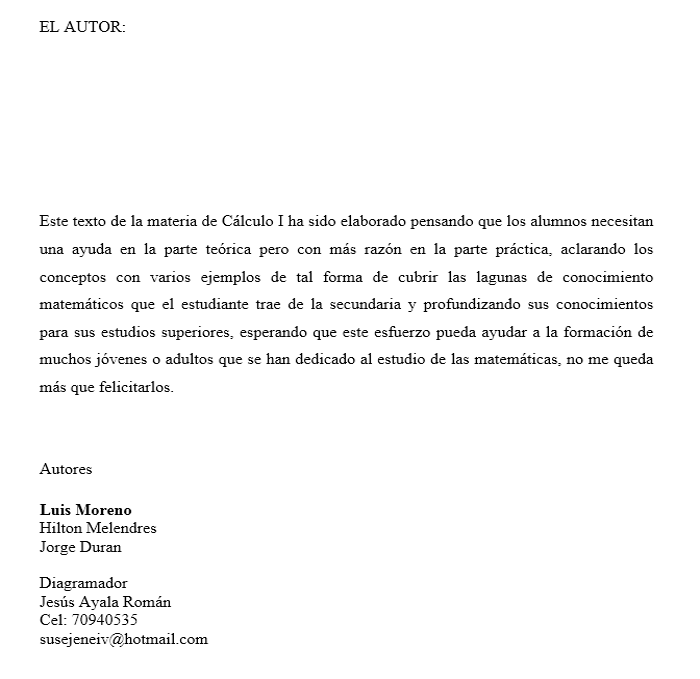 EL AUTOR:
Este texto de la materia de Cálculo I ha sido elaborado pensando que los alumnos necesitan
una ayuda en la parte teórica pero con más razón en la parte práctica, aclarando los
conceptos con varios ejemplos de tal forma de cubrir las lagunas de conocimiento
matemáticos que el estudiante trae de la secundaria y profundizando sus conocimientos
para sus estudios superiores, esperando que este esfuerzo pueda ayudar a la formación de
muchos jóvenes o adultos que se han dedicado al estudio de las matemáticas, no me queda
más que felicitarlos.
Autores
Luis Moreno
Hilton Melendres
Jorge Duran
Diagramador
Jesús Ayala Román
Cel: 70940535
susejeneiv@hotmail.com